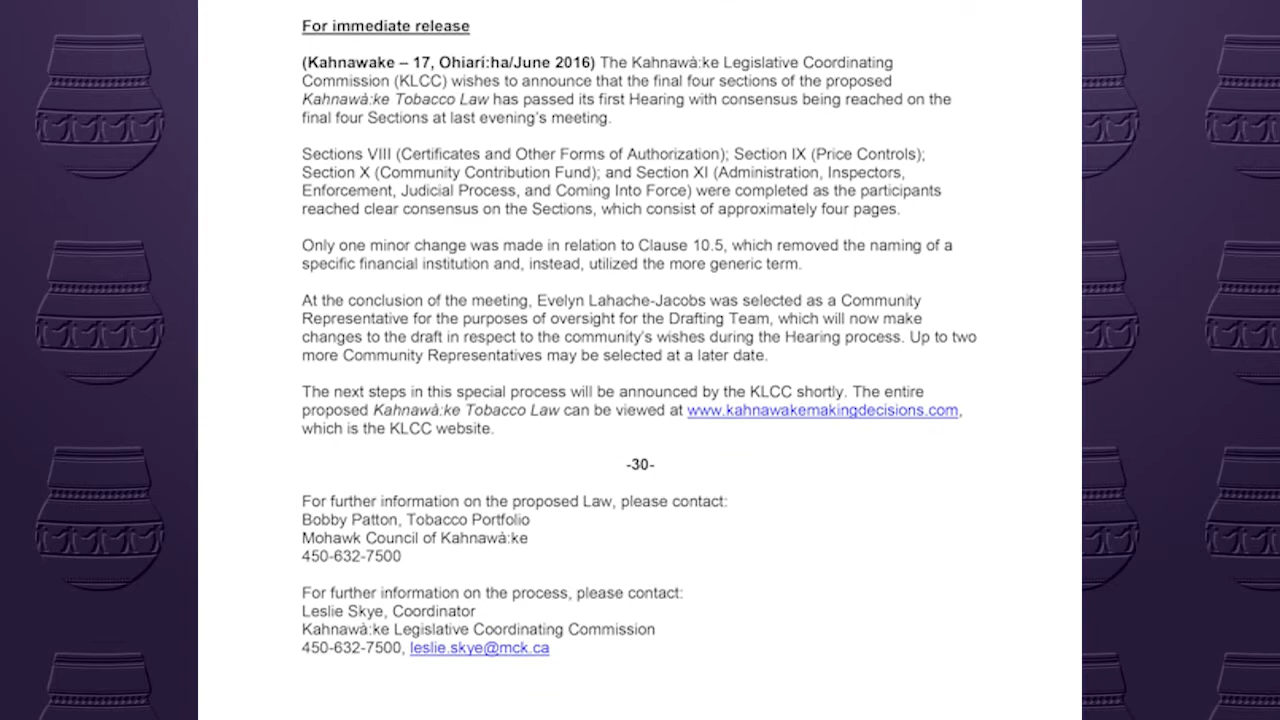 For immediate release
(Kahnawake – 17, Ohiarí:ha/June 2016) The Kahnawà:ke Legislative Coordinating
Commission (KLCC) wishes to announce that the final four sections of the proposed
Kahnawà:ke Tobacco Law has passed its first Hearing with consensus being reached on the
final four Sections at last evening's meeting.
Sections VIII (Certificates and Other Forms of Authorization); Section IX (Price Controls);
Section X (Community Contribution Fund); and Section XI (Administration, Inspectors,
Enforcement, Judicial Process, and Coming Into Force) were completed as the participants
reached clear consensus on the Sections, which consist of approximately four pages.
Only one minor change was made in relation to Clause 10.5, which removed the naming of a
specific financial institution and, instead, utilized the more generic term.
At the conclusion of the meeting, Evelyn Lahache-Jacobs was selected as a Community
Representative for the purposes of oversight for the Drafting Team, which will now make
changes to the draft in respect to the community's wishes during the Hearing process. Up to two
more Community Representatives may be selected at a later date.
The next steps in this special process will be announced by the KLCC shortly. The entire
proposed Kahnawà:ke Tobacco Law can be viewed at www.kahnawakemakingdecisions.com,
which is the KLCC website.
-30-
For further information on the proposed Law, please contact:
Bobby Patton, Tobacco Portfolio
Mohawk Council of Kahnawà:ke
450-632-7500
For further information on the process, please contact:
Leslie Skye, Coordinator
Kahnawà:ke Legislative Coordinating Commission
450-632-7500, leslie.skye@mck.ca